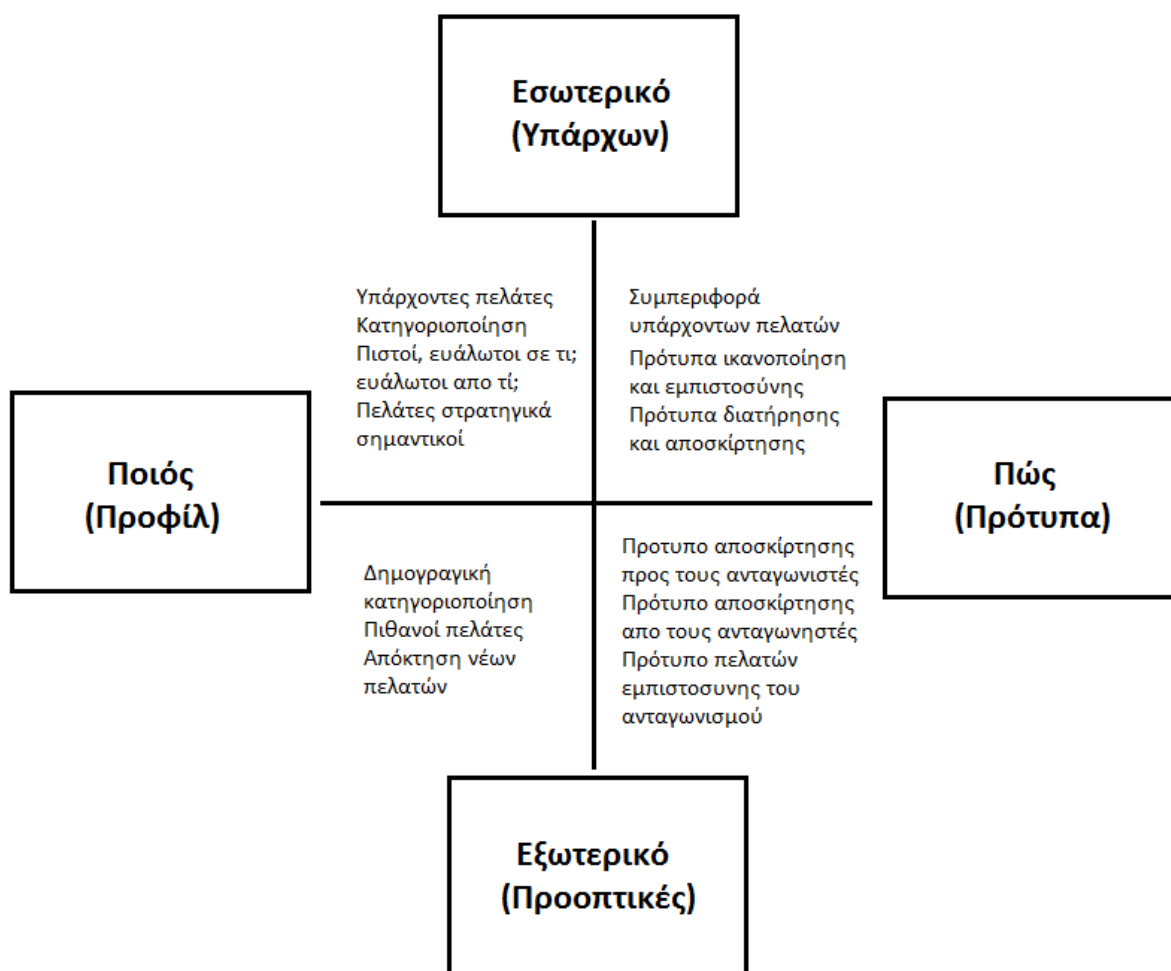 Εσωτερικό
(Υπάρχων)
Υπάρχοντες πελάτες
Κατηγοριοποίηση
Πιστοί, ευάλωτοι σε τι;
ευάλωτοι απο τί;
Πελάτες στρατηγικά
σημαντικοί
Συμπεριφορά
υπάρχοντων πελατών
Πρότυπα ικανοποίηση
και εμπιστοσύνης
Πρότυπα διατήρησης
και αποσκίρτησης
Ποιός
(Προφίλ)
Πώς
(Πρότυπα)
Δημογραγική
κατηγοριοποίηση
Πιθανοί πελάτες
Απόκτηση νέων
πελατών
Προτυπο αποσκίρτησης
προς τους ανταγωνιστές
Πρότυπο αποσκίρτησης
απο τους ανταγωνηστές
Πρότυπο πελατών
εμπιστοσυνης του
ανταγωνισμού
Εξωτερικό
(Προοπτικές)